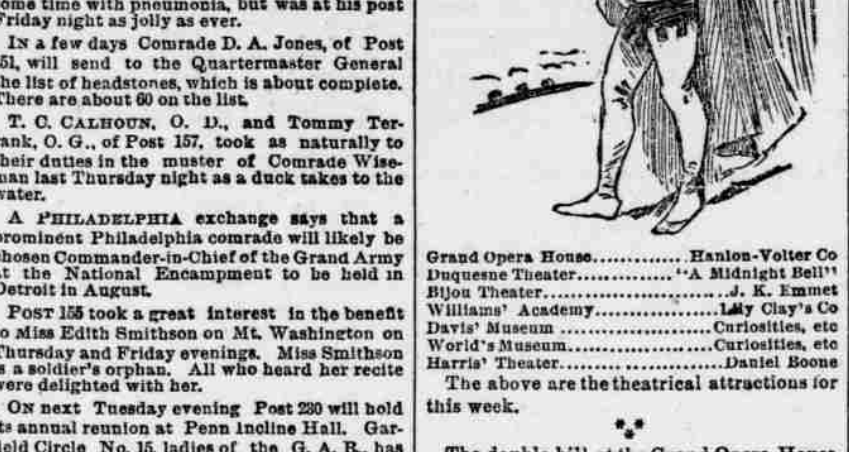 some time with pneumonia, but was at his post
Friday night as jolly as ever.
IN a few days Comrade D. A. Jones, of Post
151, will send to the Quartermaster General
the list of headstones, which is about complete.
There are about 60 on the list.
T. C. CALHOUN, O. D., and Tommy Ter-
ank, O. G., of Post 157, took as naturally to
their duties in the muster of Comrade Wise-
man last Thursday night as a duck takes to the
water.
A PHILADELPHIA exchange says that a
prominent Philadelphia comrade will likely be
chosen Commander-in-Chief of the Grand Army
at the National Encampment to be held in
Detroit in August.
POST 155 took a great interest in the benefit
to Miss Edith Smithson on Mt. Washington on
Thursday and Friday evenings. Miss Smithson
is a soldier's orphan. All who heard her recite
were delighted with her.
ON next Tuesday evening Post 230 will hold
its annual reunion at Penn Incline Hall. Gar-
field Circle No. 15, ladies of the G. A. R., has
Grand Opera House............Hanlon-Volter Co
Duquesne Theater............."A Midnight Bell"
Bijou Theater.......................J. K. Emmet
Williams' Academy................Lily Clay's Co
Davis' Museum ...................Curiosities, etc
World's Museum..................Curiosities, etc
Harris' Theater...................Daniel Boone
The above are the theatrical attractions for
this week.
The double bill at the Grand Opera House